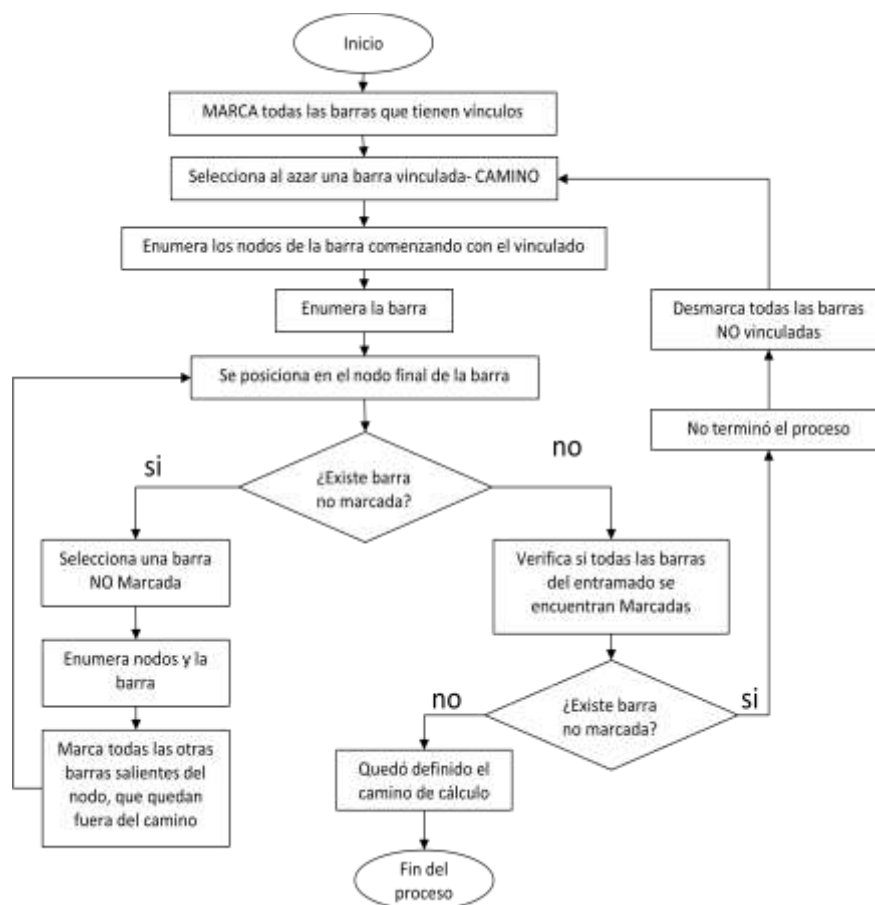 Inicio
MARCA todas las barras que tienen vínculos
Selecciona al azar una barra vinculada- CAMINO
Enumera los nodos de la barra comenzando con el vinculado
Enumera la barra
Desmarca todas las barras
NO vinculadas
Se posiciona en el nodo final de la barra
No terminó el proceso
si
no
¿Existe barra
no marcada?
Selecciona una barra
NO Marcada
Verifica si todas las barras
del entramado se
encuentran Marcadas
Enumera nodos y la
barra
no
si
¿Existe barra
no marcada?
Marca todas las otras
barras salientes del
nodo, que quedan
fuera del camino
Quedó definido el
camino de cálculo
Fin del
proceso